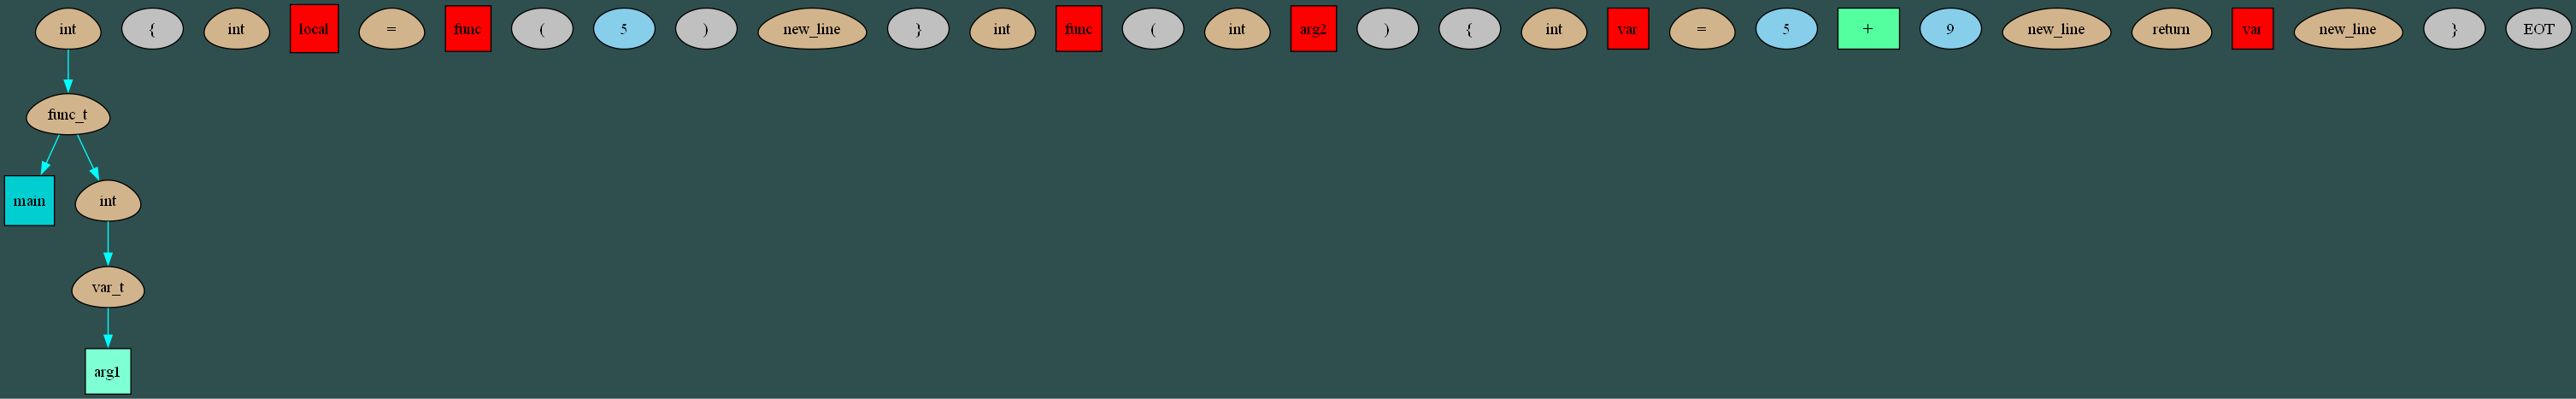 int { int local = func ( 5 ) new_line } int func ( int arg2 ) { int var = 5 + 9 new_line return var new_line } EOT
func_t
main int
var_t
arg1